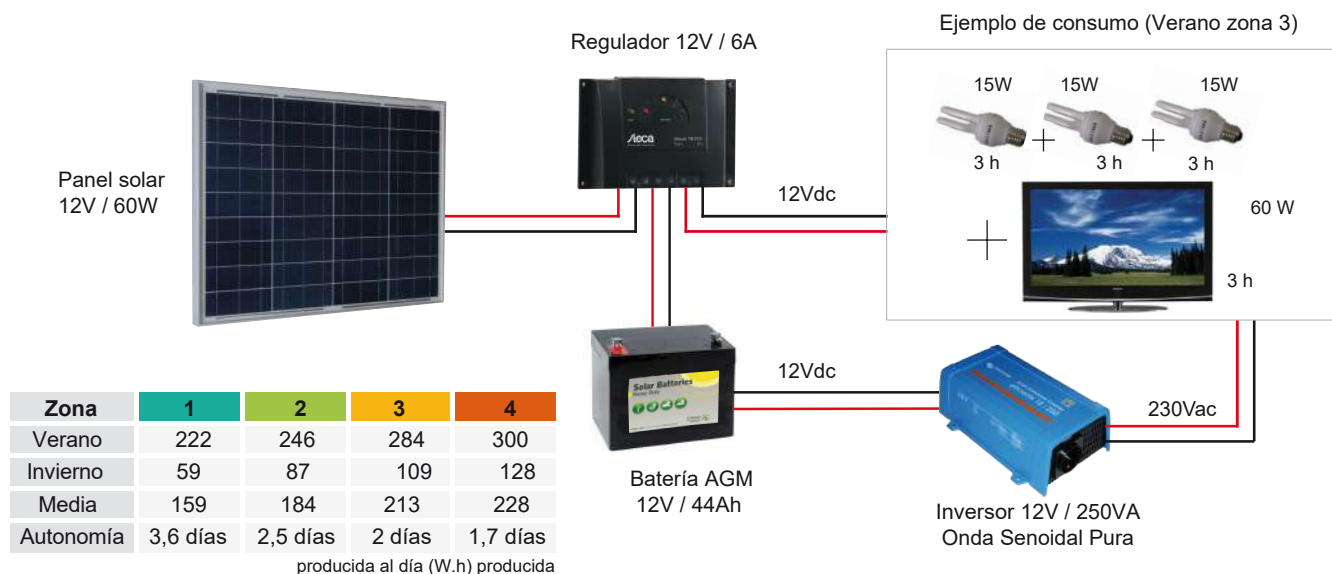 Ejemplo de consumo (Verano zona 3)
Regulador 12V / 6A
15W
15W
15W
Steca
3 h
3 h
3 h
Panel solar
12V / 60W
12Vdc
60 W
3 h
Solar Batteries
12Vdc
230Vac
Batería AGM
12V / 44Ah
Inversor 12V / 250VA
Onda Senoidal Pura
Zona 1 2 3 4
Verano 222 246 284 300
Invierno 59 87 109 128
Media 159 184 213 228
Autonomía 3,6 días 2,5 días 2 días 1,7 días
producida al día (W.h) producida